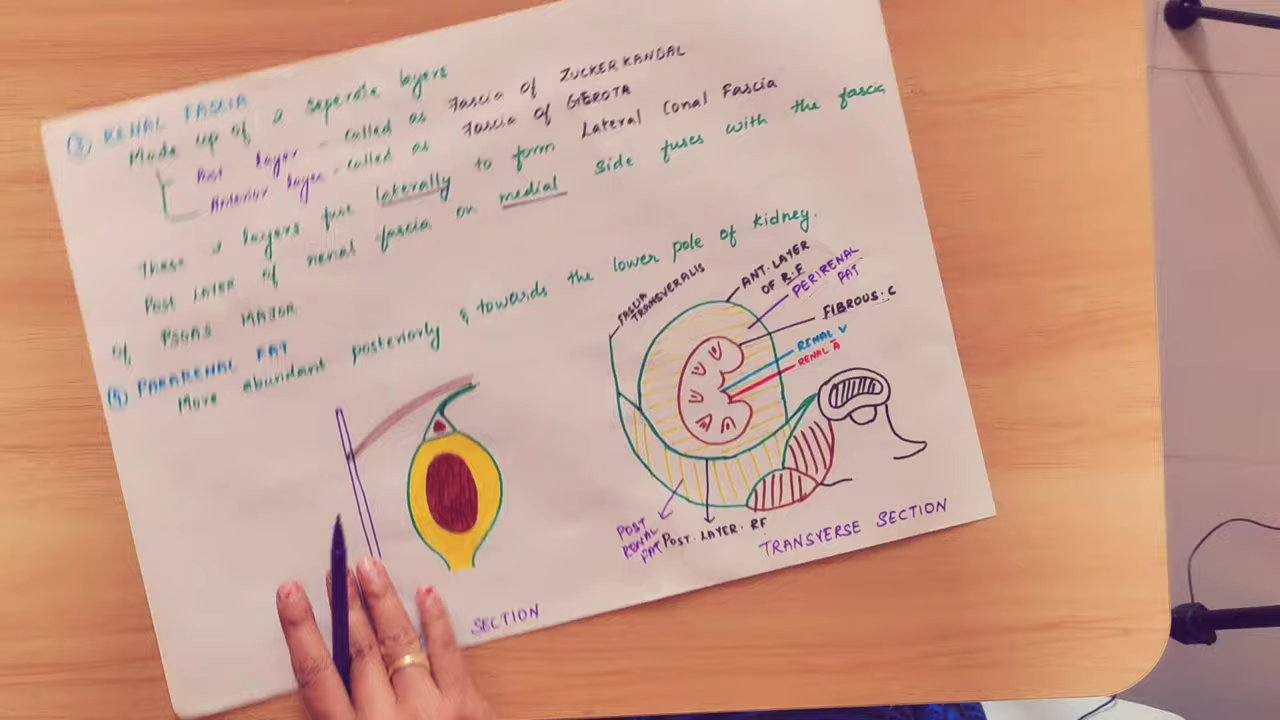 (3) RENAL FASCIA
Made up of 2 seperate layers
Post layer - called as Fascia of ZUCKERKANDAL
Anterior layer - called as Fascia of GEROTA
These 2 layers fuse laterally to form Lateral Conal Fascia
Post LAYER of renal fascia on medial side fuses with the fascia
of PSOAS MAJOR
(4) PARARENAL FAT
More abundant posteriorly & towards the lower pole of kidney.
FASCIA
TRANSVERALIS
ANT. LAYER
OF R.F
PERIRENAL
FAT
FIBROUS. C
RENAL V
RENAL A
POST
RENAL
FAT
POST. LAYER. RF
TRANSVERSE SECTION
SECTION